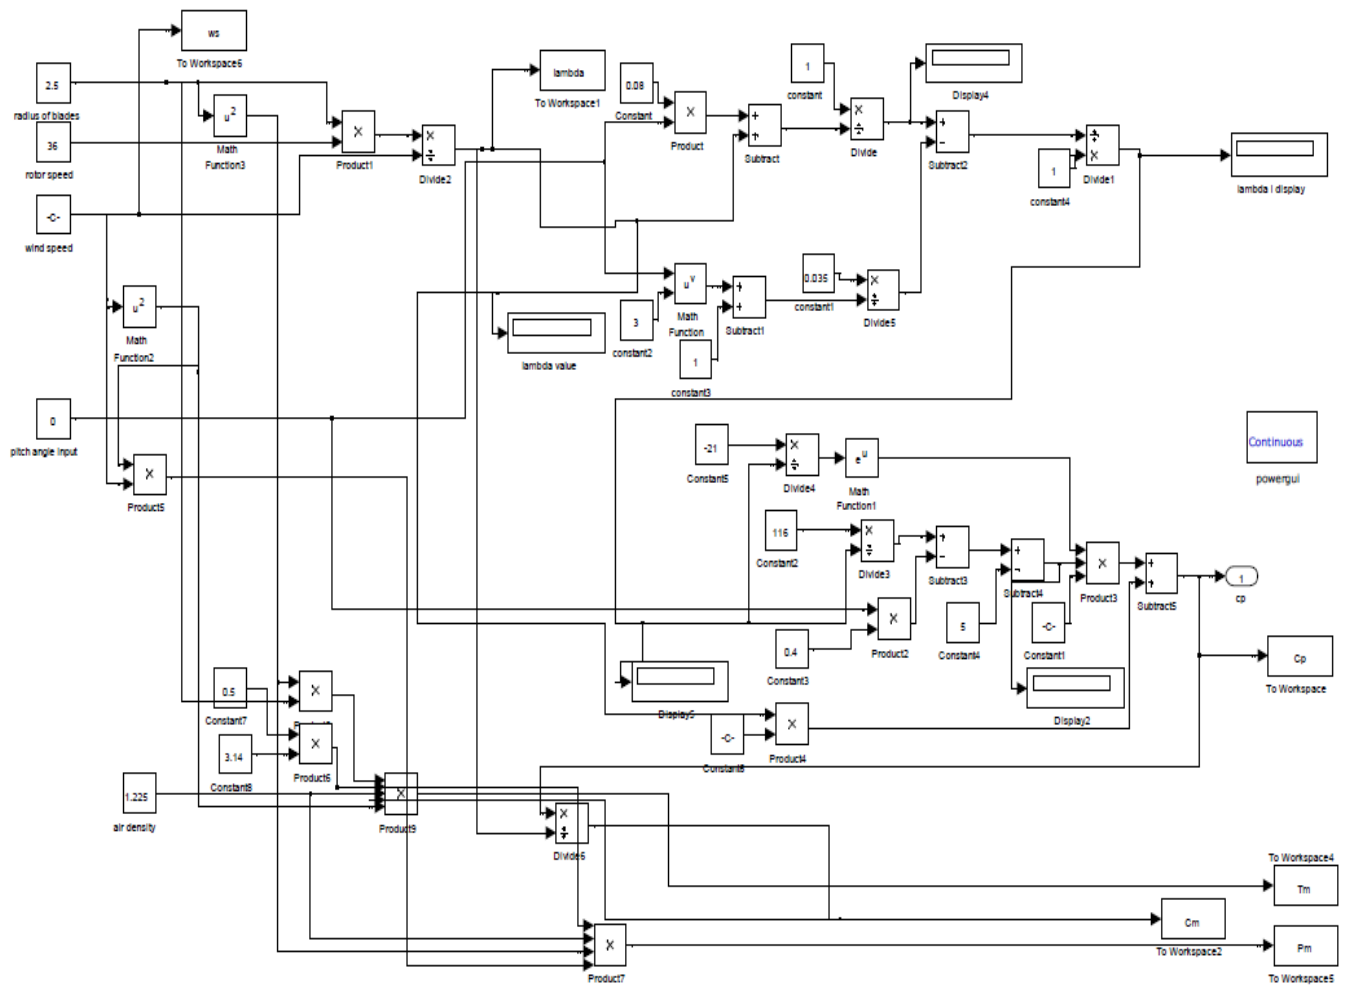 ws
To Workspace6
2.5
radius of blades
u²
Math
Function3
36
rotor speed
×
Product1
×
÷
Divide2
-C-
wind speed
lambda
To Workspace1
0.08
Constant
×
Product
+
+
Subtract
1
constant
×
÷
Divide
Display4
+
-
Subtract2
1
constant4
÷
×
Divide1
lambda i display
u²
Math
Function2
lambda value
u^v
Math
Function
3
constant2
1
constant3
+
+
Subtract1
0.035
constant1
×
÷
Divide5
0
pitch angle input
×
Product5
Continuous
powergui
-21
Constant5
×
÷
Divide4
e^u
Math
Function1
116
Constant2
×
÷
Divide3
+
-
Subtract3
+
-
Subtract4
×
Product3
+
+
Subtract5
1
cp
×
Product2
0.4
Constant3
5
Constant4
-C-
Constant1
Cp
To Workspace
Display5
Display2
-C-
×
Product4
0.5
Constant7
×
3.14
Constant8
×
Product6
1.225
air density
×
Product9
×
÷
Divide6
To Workspace4
Tm
Cm
To Workspace2
×
Product7
Pm
To Workspace5